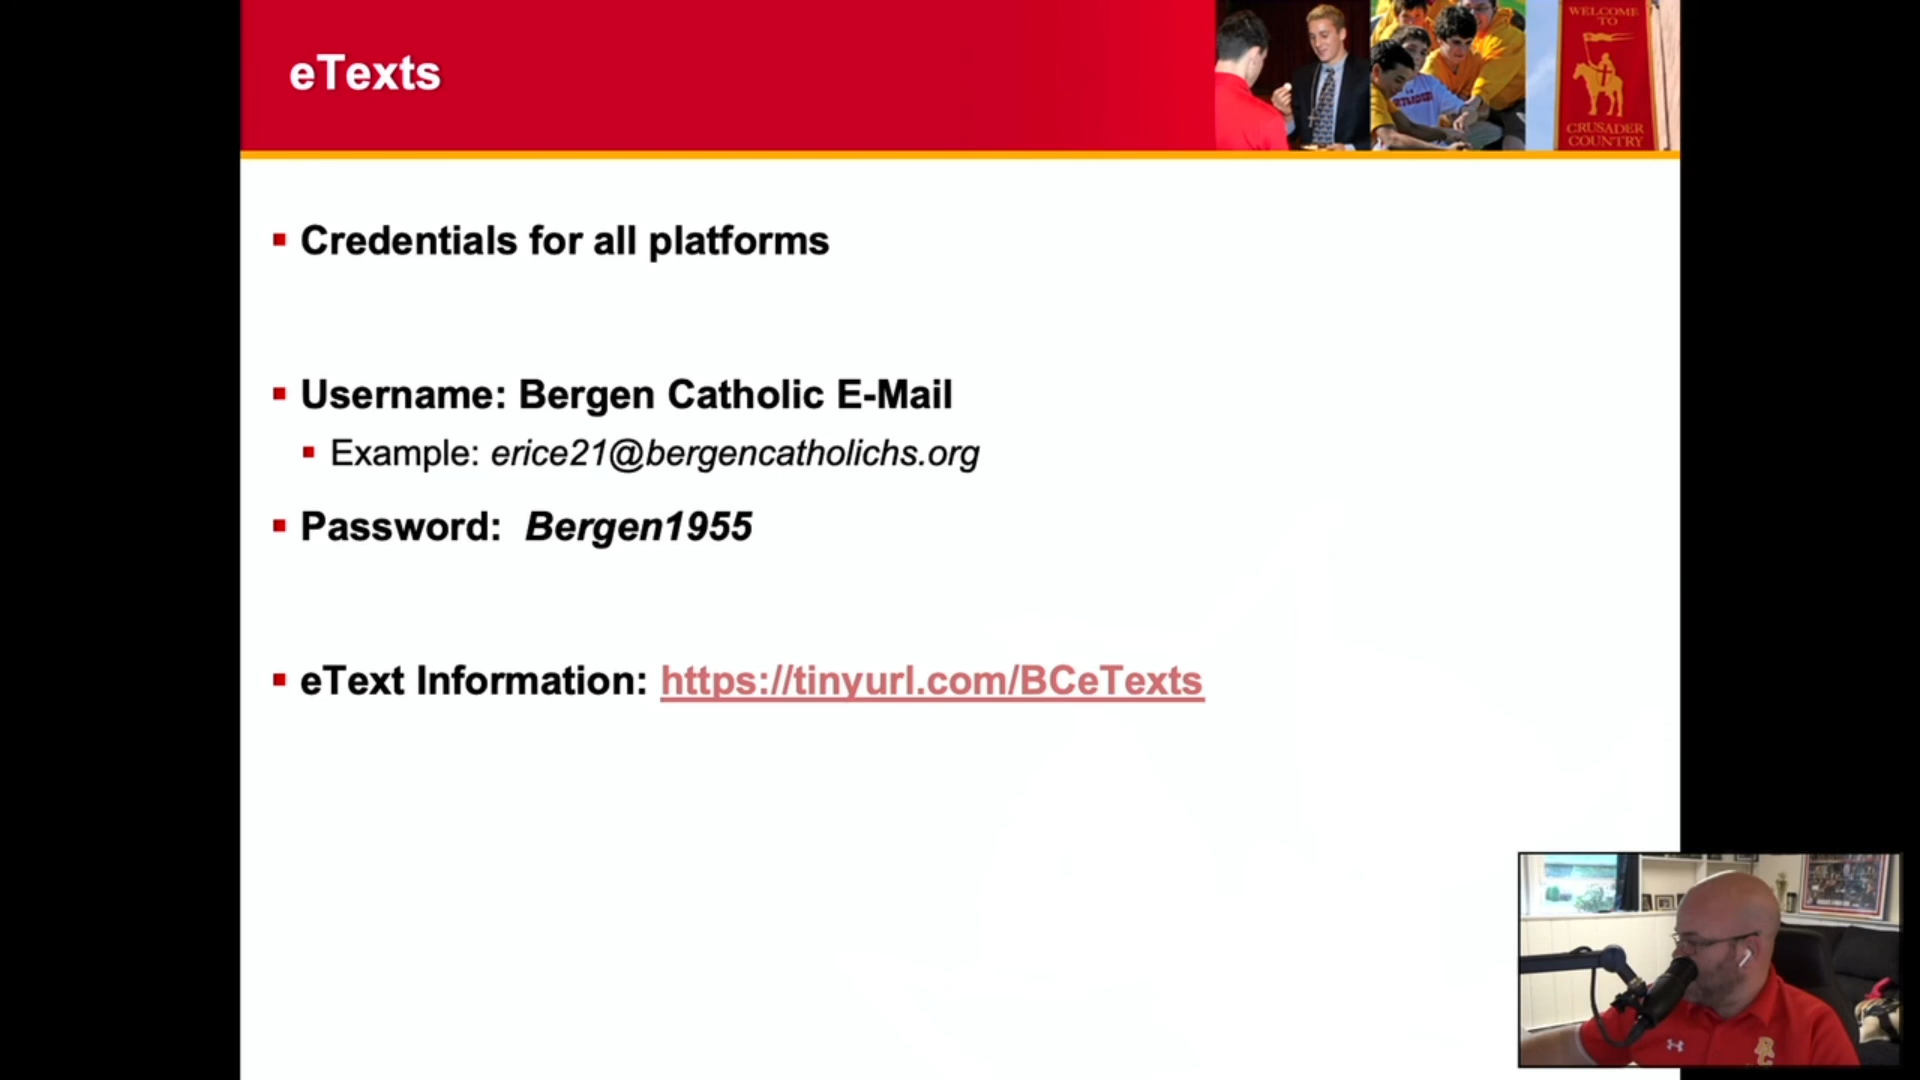 eTexts
WELCOME
TO
CRUSADER
COUNTRY
Credentials for all platforms
Username: Bergen Catholic E-Mail
Example: erice21@bergencatholichs.org
Password: Bergen1955
eText Information: https://tinyurl.com/BCeTexts